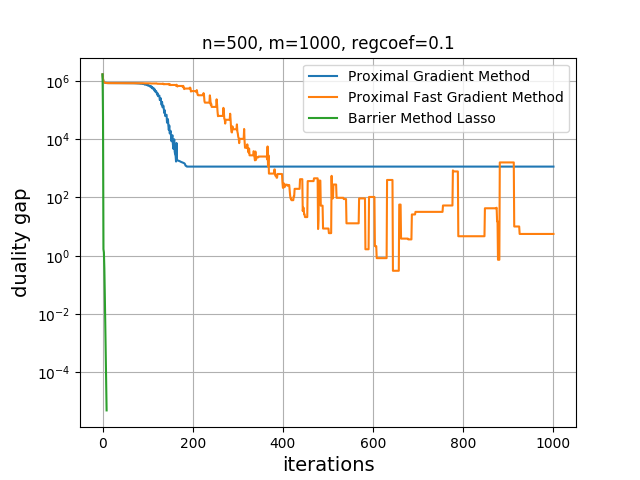 n=500, m=1000, regcoef=0.1
Proximal Gradient Method
Proximal Fast Gradient Method
Barrier Method Lasso
duality gap
10^6
10^4
10^2
10^0
10^-2
10^-4
0 200 400 600 800 1000
iterations